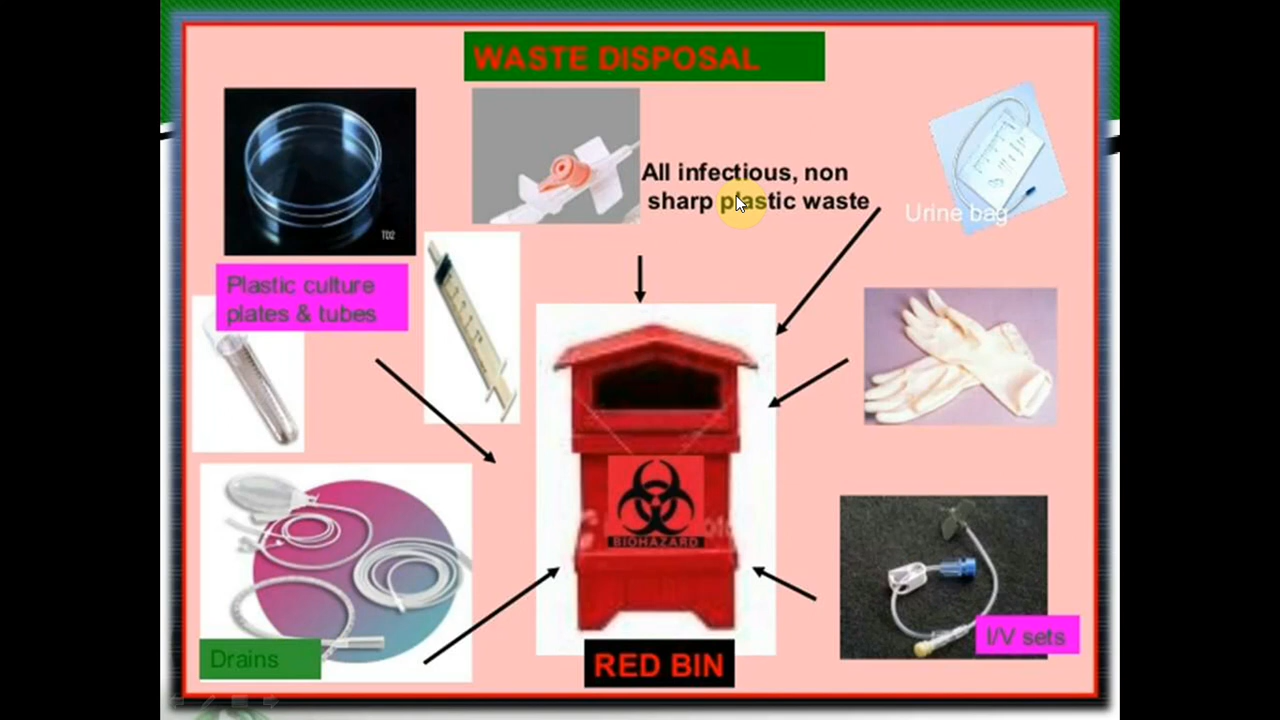 WASTE DISPOSAL
All infectious, non
sharp plastic waste
Urine bag
TD2
Plastic culture
plates & tubes
BIOHAZARD
Drains
I/V sets
RED BIN